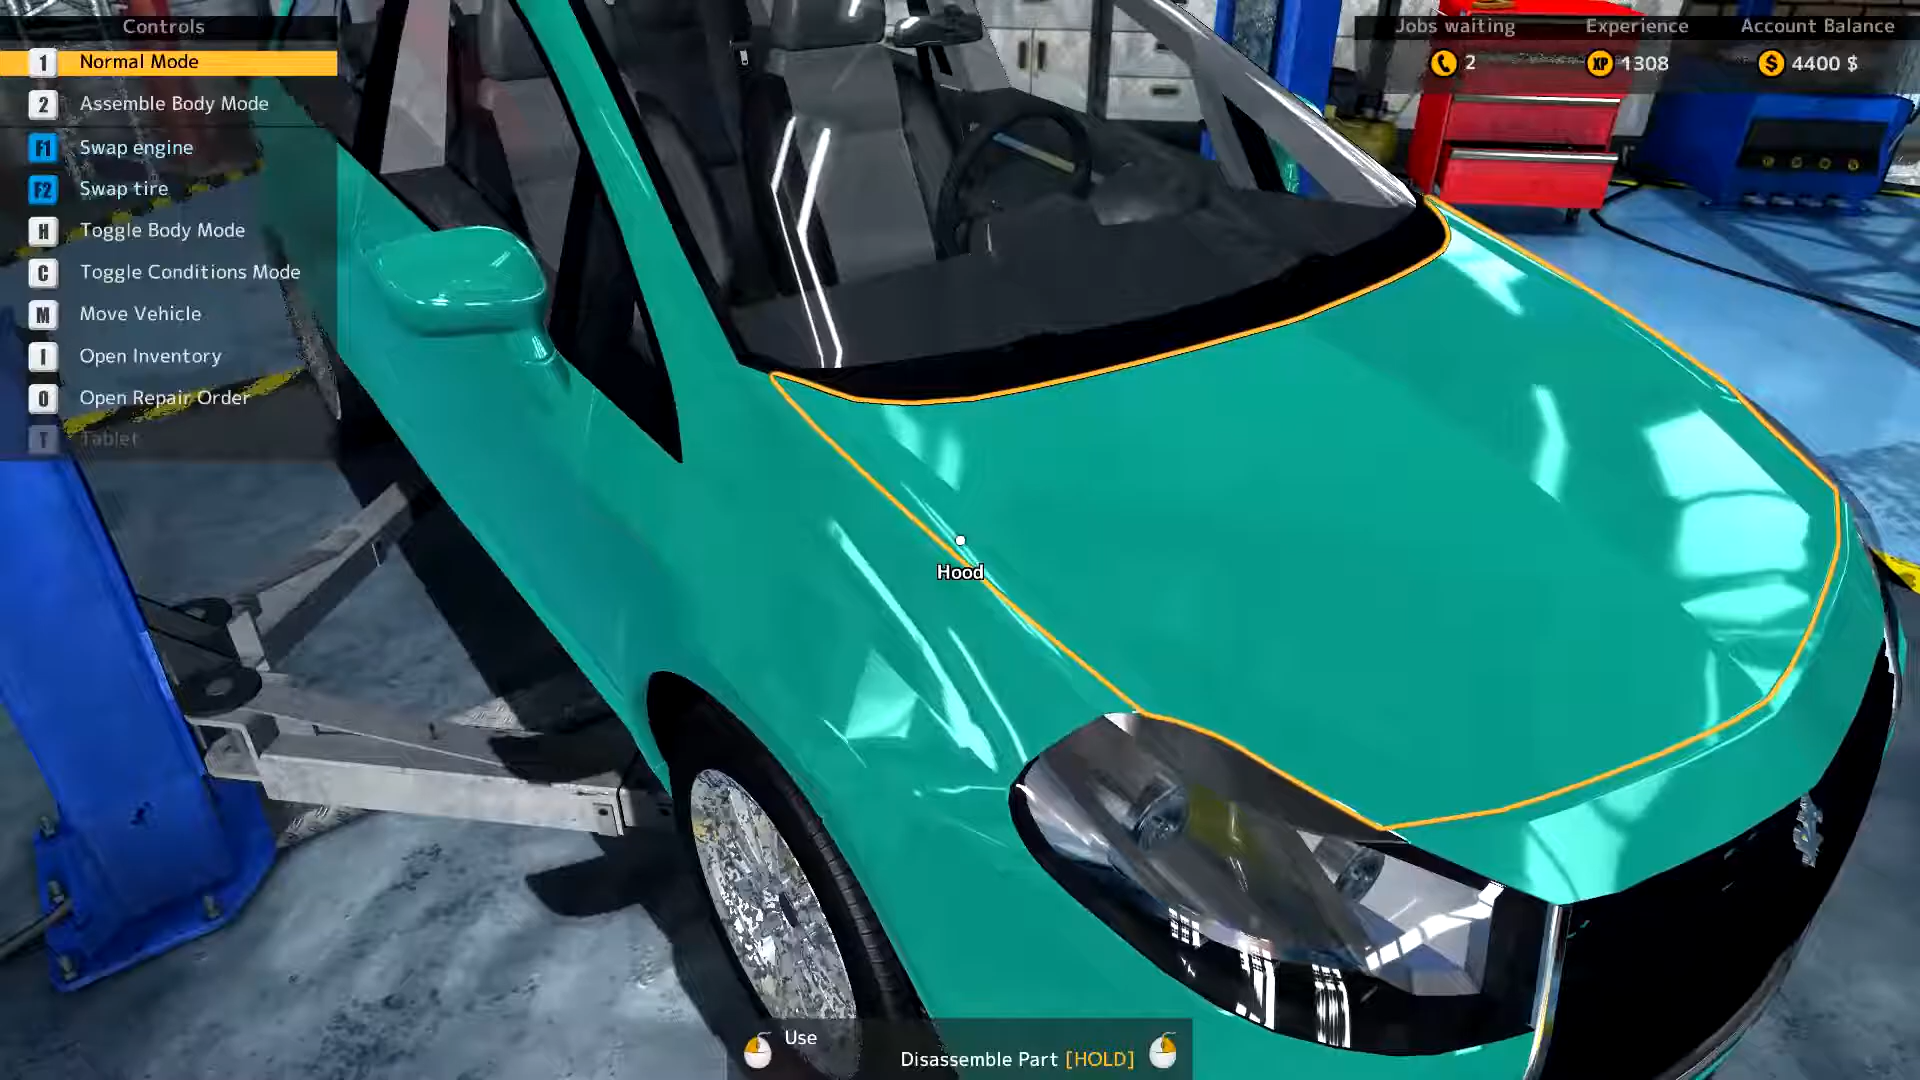 Controls
1 Normal Mode
2 Assemble Body Mode
F1 Swap engine
F2 Swap tire
H Toggle Body Mode
C Toggle Conditions Mode
M Move Vehicle
I Open Inventory
O Open Repair Order
T Tablet
Jobs waiting Experience Account Balance
2 XP 1308 $ 4400 $
Hood
Use
Disassemble Part [HOLD]